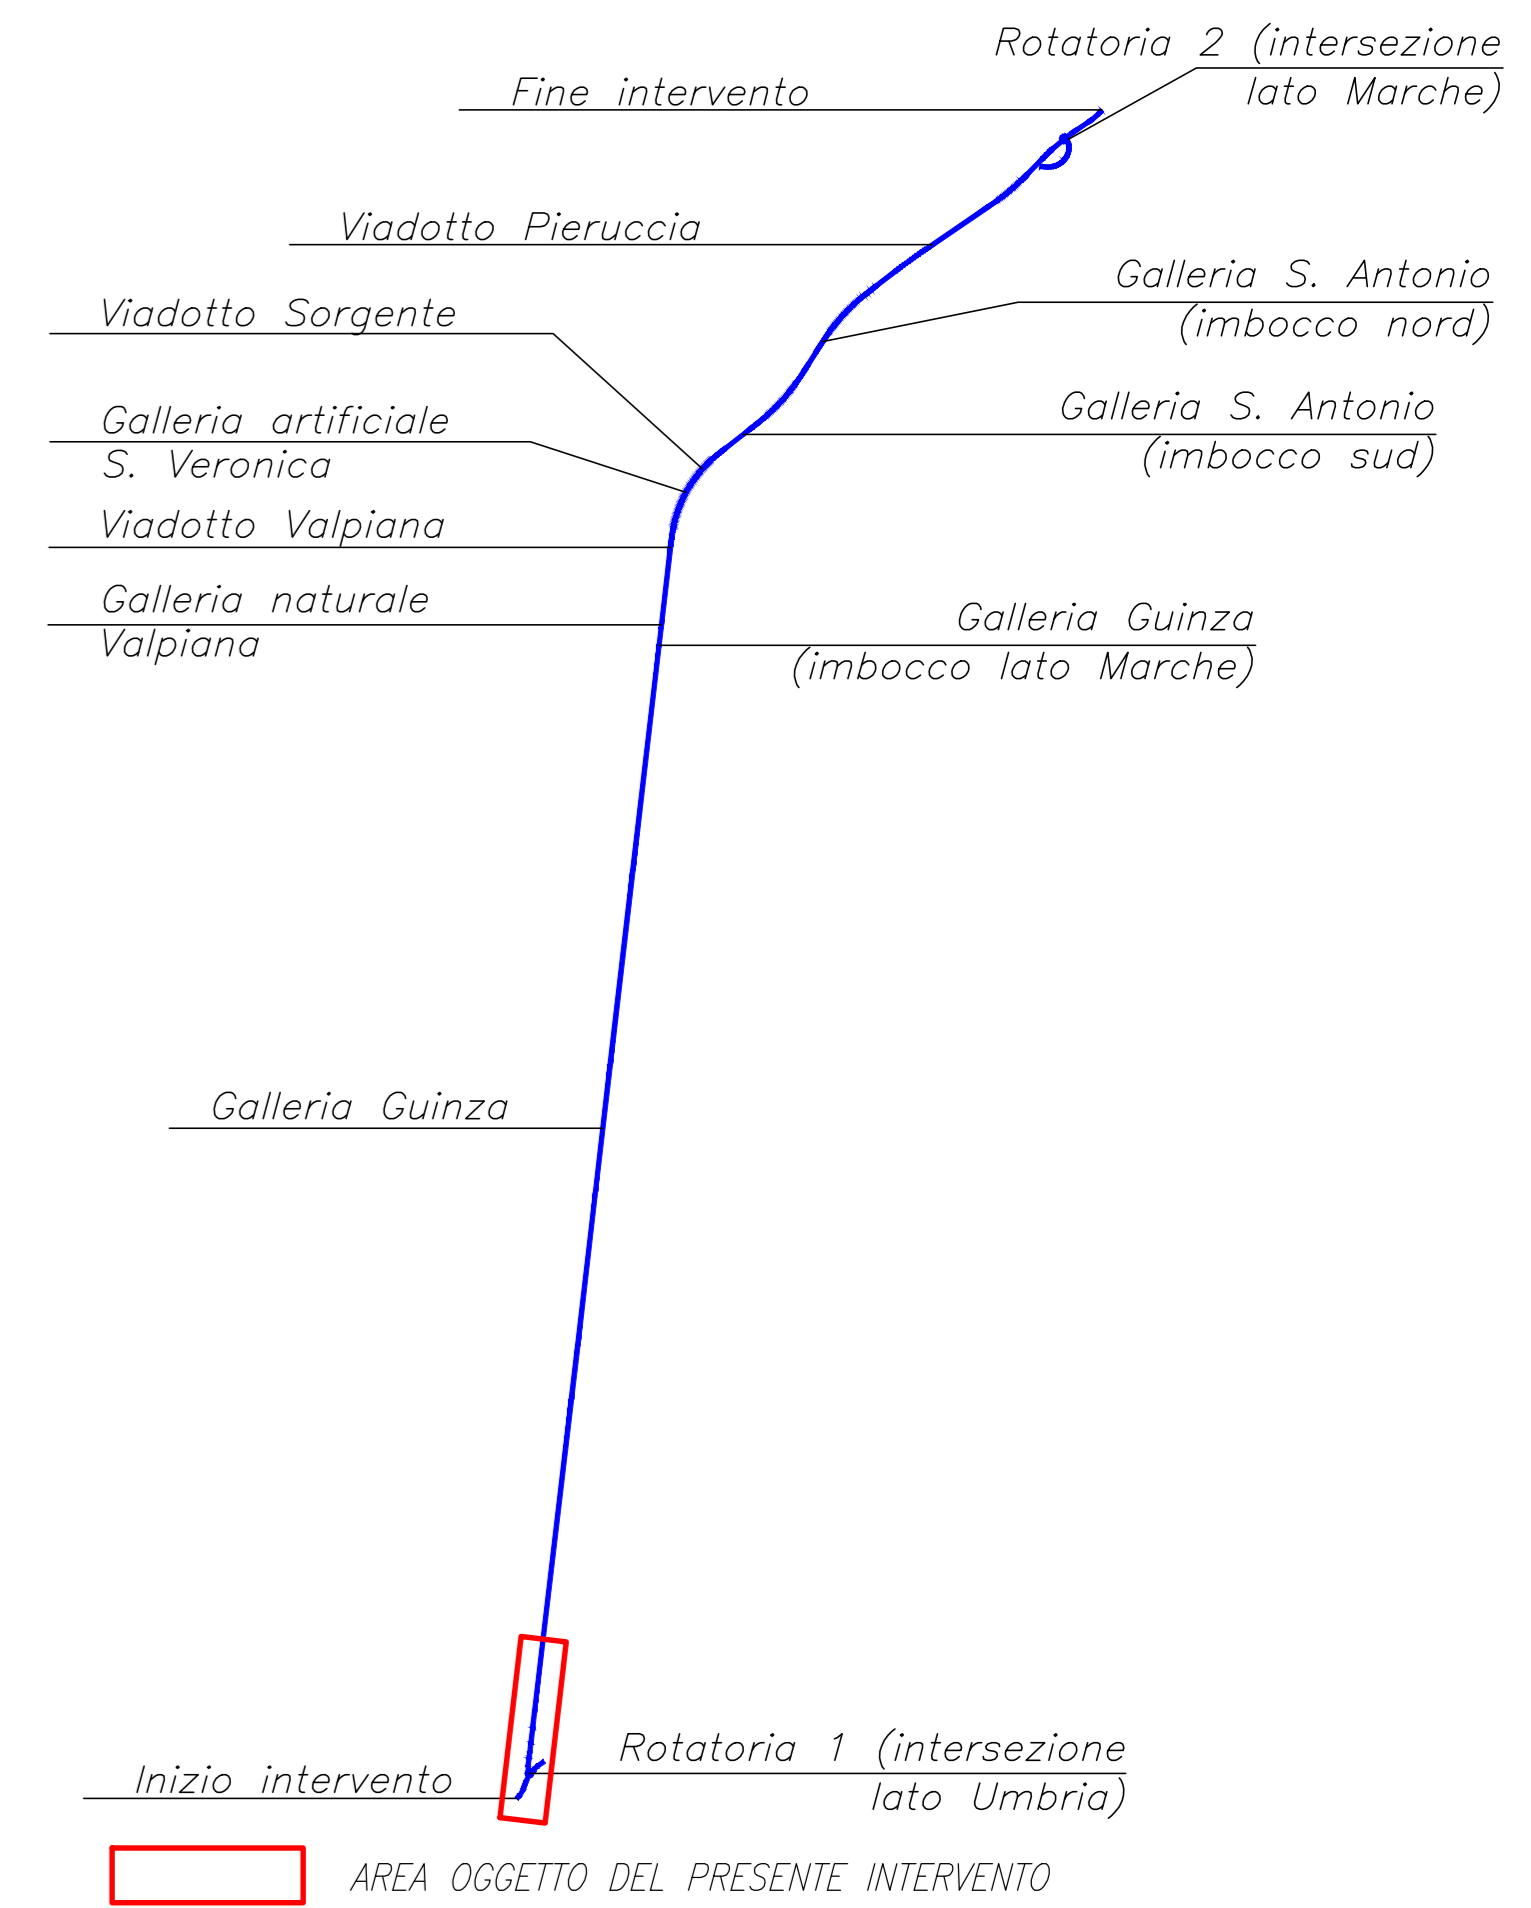 Rotatoria 2 (intersezione
lato Marche)
Fine intervento
Viadotto Pieruccia
Galleria S. Antonio
(imbocco nord)
Viadotto Sorgente
Galleria S. Antonio
(imbocco sud)
Galleria artificiale
S. Veronica
Viadotto Valpiana
Galleria naturale
Valpiana
Galleria Guinza
(imbocco lato Marche)
Galleria Guinza
Rotatoria 1 (intersezione
lato Umbria)
Inizio intervento
AREA OGGETTO DEL PRESENTE INTERVENTO